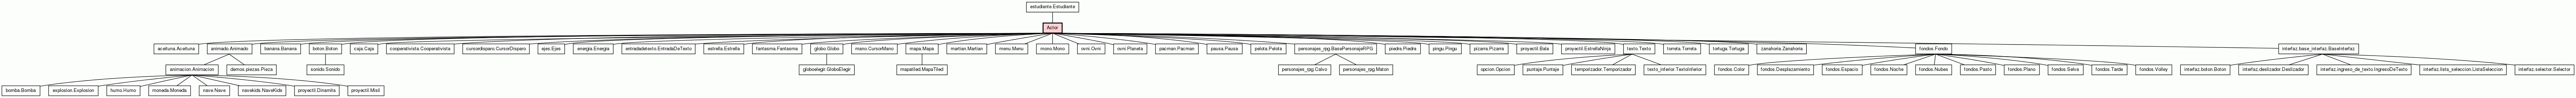 estudiante.Estudiante
Actor
aceituna.Aceituna
animado.Animado
banana.Banana
boton.Boton
caja.Caja
cooperativista.Cooperativista
cursordisparo.CursorDisparo
ejes.Ejes
energia.Energia
entradadetexto.EntradaDeTexto
estrella.Estrella
fantasma.Fantasma
globo.Globo
mano.CursorMano
mapa.Mapa
martian.Martian
menu.Menu
mono.Mono
ovni.Ovni
ovni.Planeta
pacman.Pacman
pausa.Pausa
pelota.Pelota
personajes_rpg.BasePersonajeRPG
piedra.Piedra
pingu.Pingu
pizarra.Pizarra
proyectil.Bala
proyectil.EstrellaNinja
texto.Texto
torreta.Torreta
tortuga.Tortuga
zanahoria.Zanahoria
fondos.Fondo
interfaz.base_interfaz.BaseInterfaz
animacion.Animacion
demos.piezas.Pieza
sonido.Sonido
globoelegir.GloboElegir
mapatiled.MapaTiled
personajes_rpg.Calvo
personajes_rpg.Maton
opcion.Opcion
puntaje.Puntaje
temporizador.Temporizador
texto_inferior.TextoInferior
fondos.Color
fondos.Desplazamiento
fondos.Espacio
fondos.Noche
fondos.Nubes
fondos.Pasto
fondos.Plano
fondos.Selva
fondos.Tarde
fondos.Volley
interfaz.boton.Boton
interfaz.deslizador.Deslizador
interfaz.ingreso_de_texto.IngresoDeTexto
interfaz.lista_seleccion.ListaSeleccion
interfaz.selector.Selector
bomba.Bomba
explosion.Explosion
humo.Humo
moneda.Moneda
nave.Nave
navekids.NaveKids
proyectil.Dinamita
proyectil.Misil